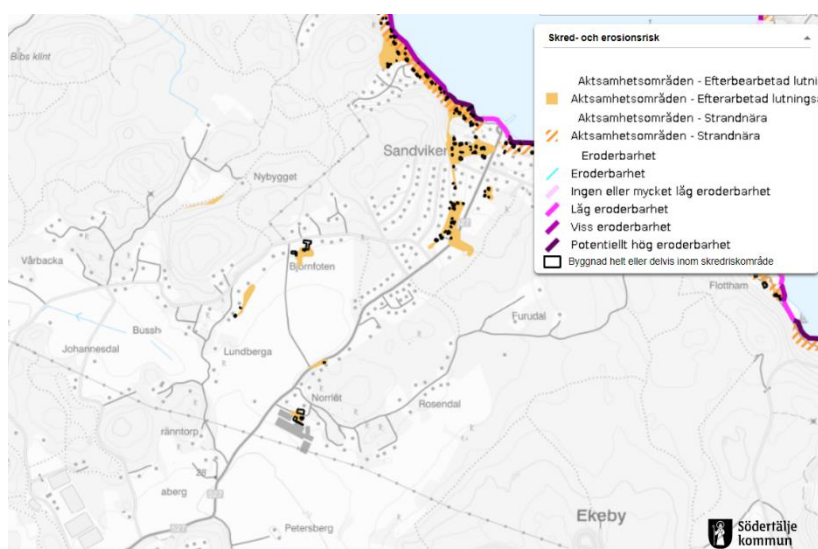 Bibs klint
Skred- och erosionsrisk
Aktsamhetsområden - Efterbearbetad lutni
Aktsamhetsområden - Efterarbetad lutnings
Aktsamhetsområden - Strandnära
Aktsamhetsområden - Strandnära
Eroderbarhet
Eroderbarhet
Ingen eller mycket låg eroderbarhet
Låg eroderbarhet
Viss eroderbarhet
Potentiellt hög eroderbarhet
Byggnad helt eller delvis inom skredriskområde
Sandviken
Nybygget
Vårbacka
Björnfoten
Flottham
Bussh
Furudal
Johannesdal
Lundberga
Norrlöt
Rosendal
ränntorp
aberg
Petersberg
Ekeby
Södertälje
kommun